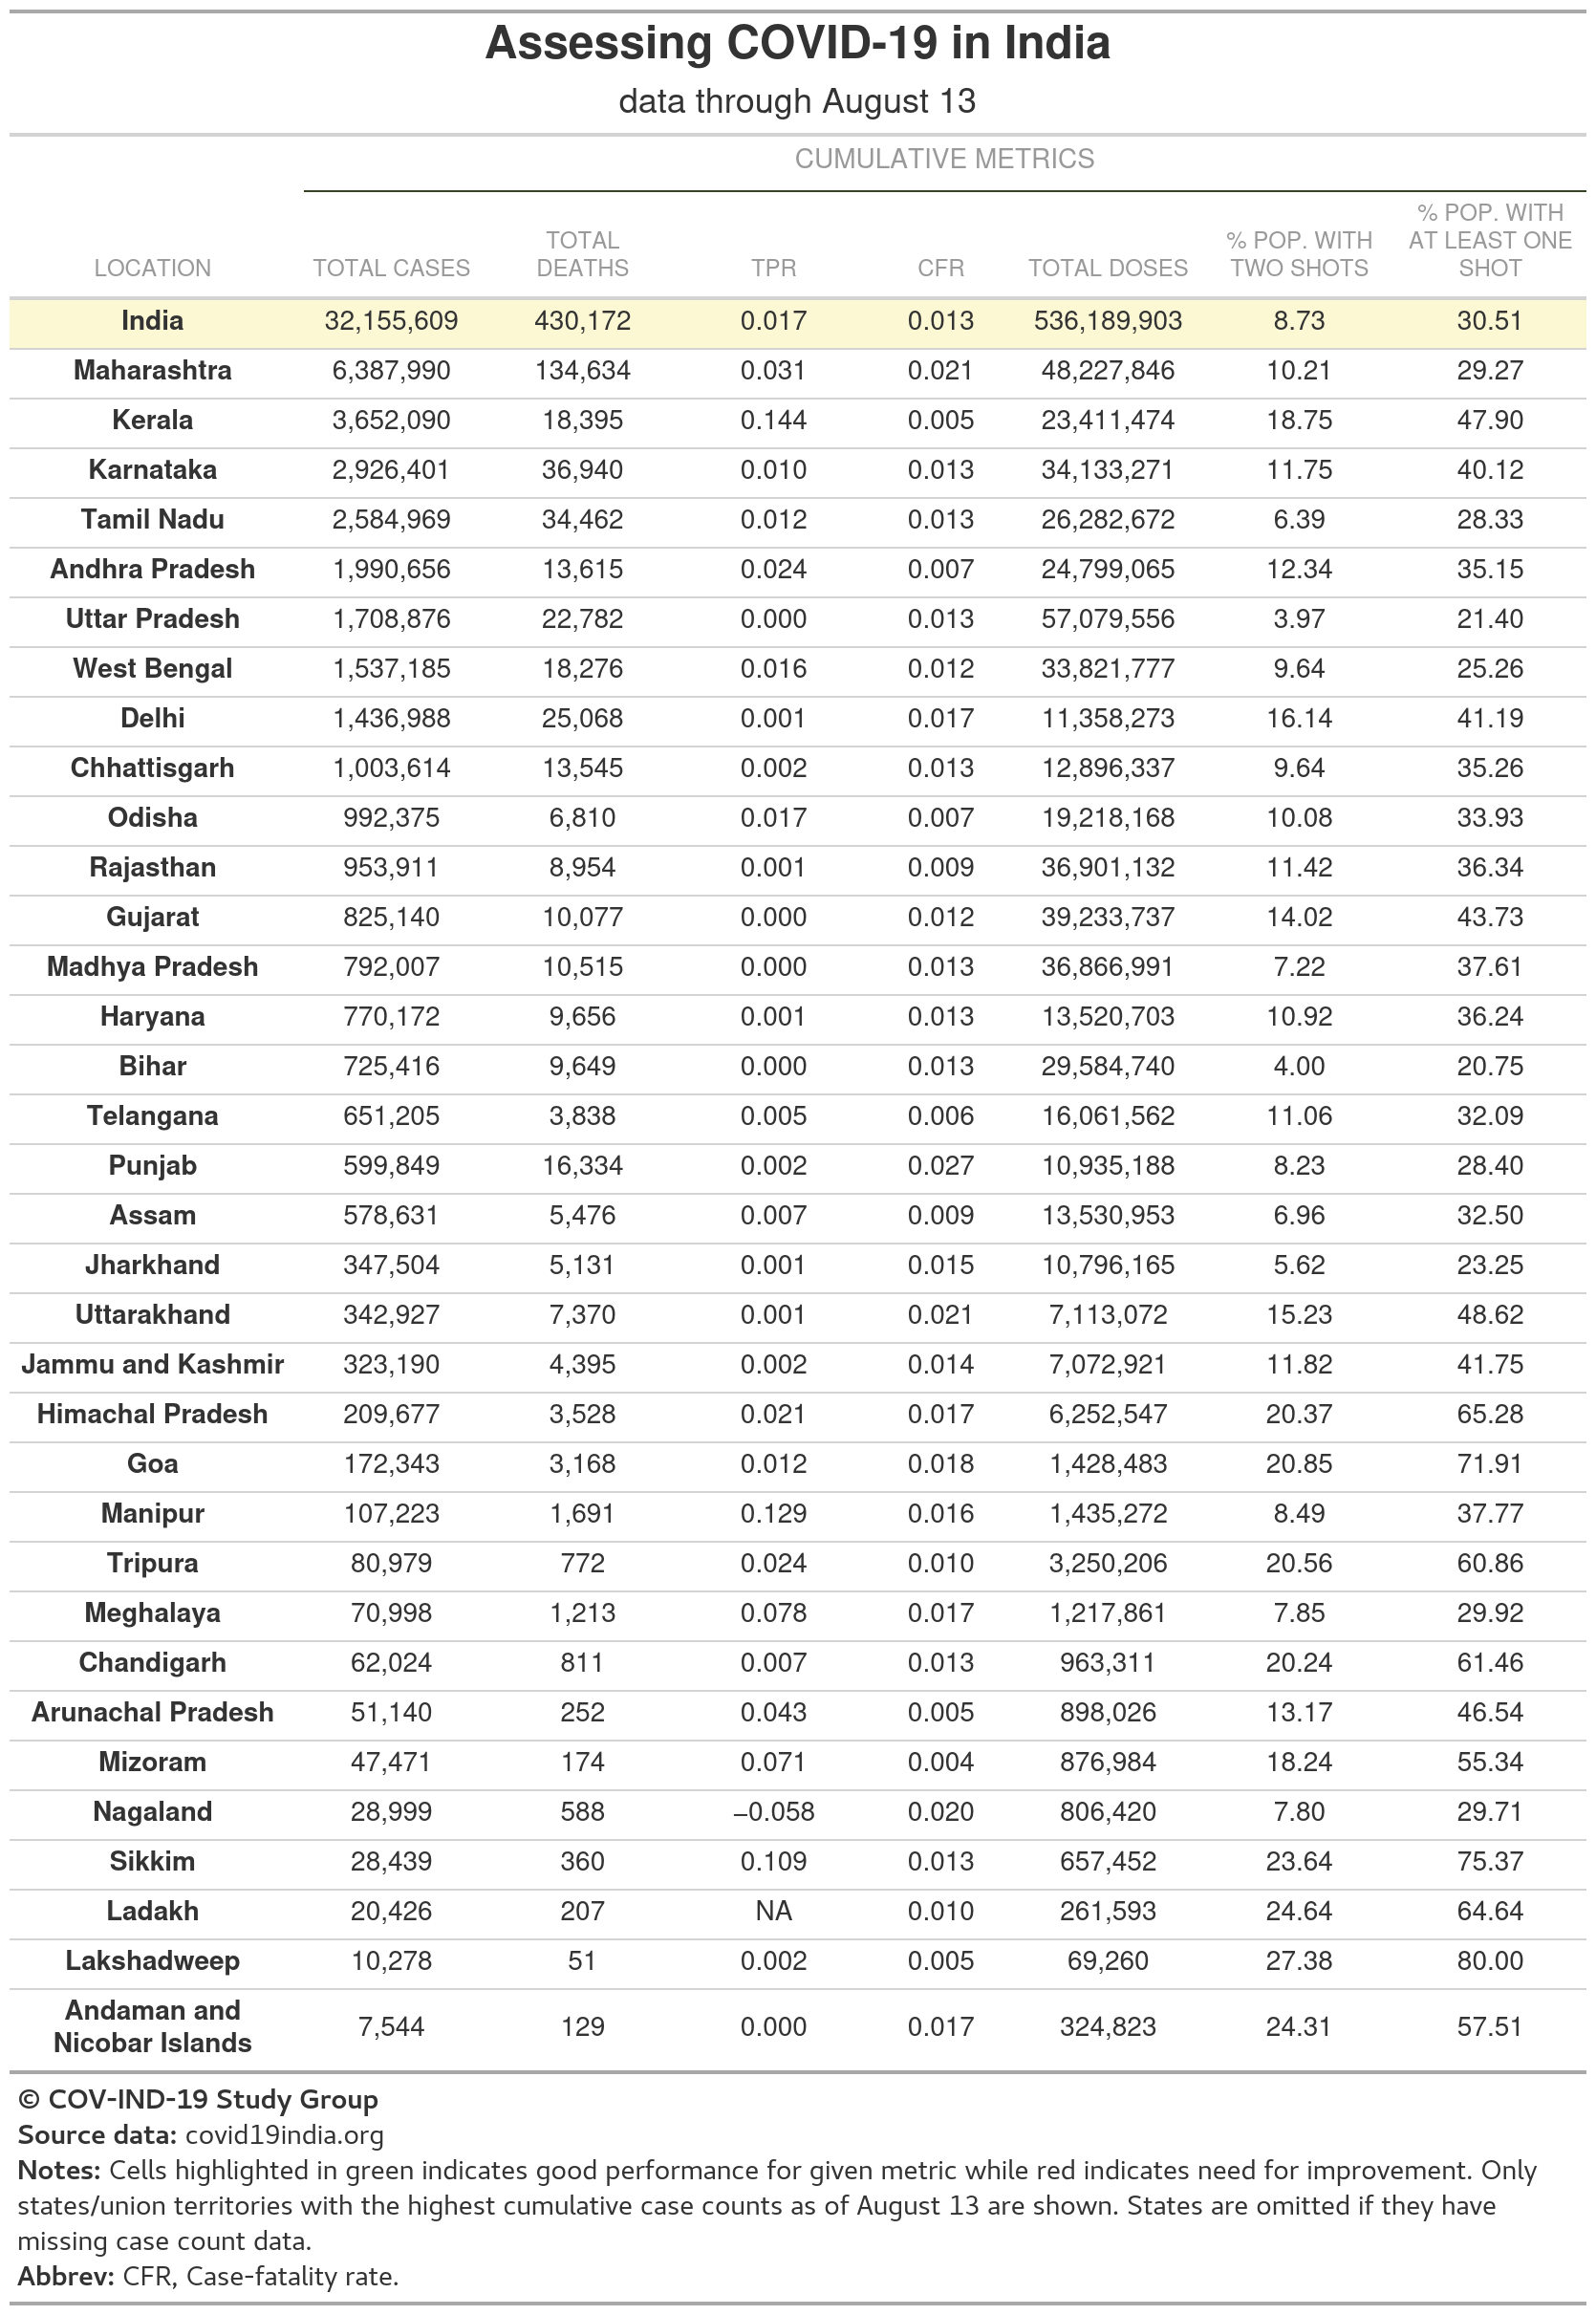 Assessing COVID-19 in India
data through August 13
CUMULATIVE METRICS
LOCATION TOTAL CASES TOTAL DEATHS TPR CFR TOTAL DOSES % POP. WITH TWO SHOTS % POP. WITH AT LEAST ONE SHOT
India 32,155,609 430,172 0.017 0.013 536,189,903 8.73 30.51
Maharashtra 6,387,990 134,634 0.031 0.021 48,227,846 10.21 29.27
Kerala 3,652,090 18,395 0.144 0.005 23,411,474 18.75 47.90
Karnataka 2,926,401 36,940 0.010 0.013 34,133,271 11.75 40.12
Tamil Nadu 2,584,969 34,462 0.012 0.013 26,282,672 6.39 28.33
Andhra Pradesh 1,990,656 13,615 0.024 0.007 24,799,065 12.34 35.15
Uttar Pradesh 1,708,876 22,782 0.000 0.013 57,079,556 3.97 21.40
West Bengal 1,537,185 18,276 0.016 0.012 33,821,777 9.64 25.26
Delhi 1,436,988 25,068 0.001 0.017 11,358,273 16.14 41.19
Chhattisgarh 1,003,614 13,545 0.002 0.013 12,896,337 9.64 35.26
Odisha 992,375 6,810 0.017 0.007 19,218,168 10.08 33.93
Rajasthan 953,911 8,954 0.001 0.009 36,901,132 11.42 36.34
Gujarat 825,140 10,077 0.000 0.012 39,233,737 14.02 43.73
Madhya Pradesh 792,007 10,515 0.000 0.013 36,866,991 7.22 37.61
Haryana 770,172 9,656 0.001 0.013 13,520,703 10.92 36.24
Bihar 725,416 9,649 0.000 0.013 29,584,740 4.00 20.75
Telangana 651,205 3,838 0.005 0.006 16,061,562 11.06 32.09
Punjab 599,849 16,334 0.002 0.027 10,935,188 8.23 28.40
Assam 578,631 5,476 0.007 0.009 13,530,953 6.96 32.50
Jharkhand 347,504 5,131 0.001 0.015 10,796,165 5.62 23.25
Uttarakhand 342,927 7,370 0.001 0.021 7,113,072 15.23 48.62
Jammu and Kashmir 323,190 4,395 0.002 0.014 7,072,921 11.82 41.75
Himachal Pradesh 209,677 3,528 0.021 0.017 6,252,547 20.37 65.28
Goa 172,343 3,168 0.012 0.018 1,428,483 20.85 71.91
Manipur 107,223 1,691 0.129 0.016 1,435,272 8.49 37.77
Tripura 80,979 772 0.024 0.010 3,250,206 20.56 60.86
Meghalaya 70,998 1,213 0.078 0.017 1,217,861 7.85 29.92
Chandigarh 62,024 811 0.007 0.013 963,311 20.24 61.46
Arunachal Pradesh 51,140 252 0.043 0.005 898,026 13.17 46.54
Mizoram 47,471 174 0.071 0.004 876,984 18.24 55.34
Nagaland 28,999 588 −0.058 0.020 806,420 7.80 29.71
Sikkim 28,439 360 0.109 0.013 657,452 23.64 75.37
Ladakh 20,426 207 NA 0.010 261,593 24.64 64.64
Lakshadweep 10,278 51 0.002 0.005 69,260 27.38 80.00
Andaman and Nicobar Islands 7,544 129 0.000 0.017 324,823 24.31 57.51
© COV-IND-19 Study Group
Source data: covid19india.org
Notes: Cells highlighted in green indicates good performance for given metric while red indicates need for improvement. Only
states/union territories with the highest cumulative case counts as of August 13 are shown. States are omitted if they have
missing case count data.
Abbrev: CFR, Case-fatality rate.